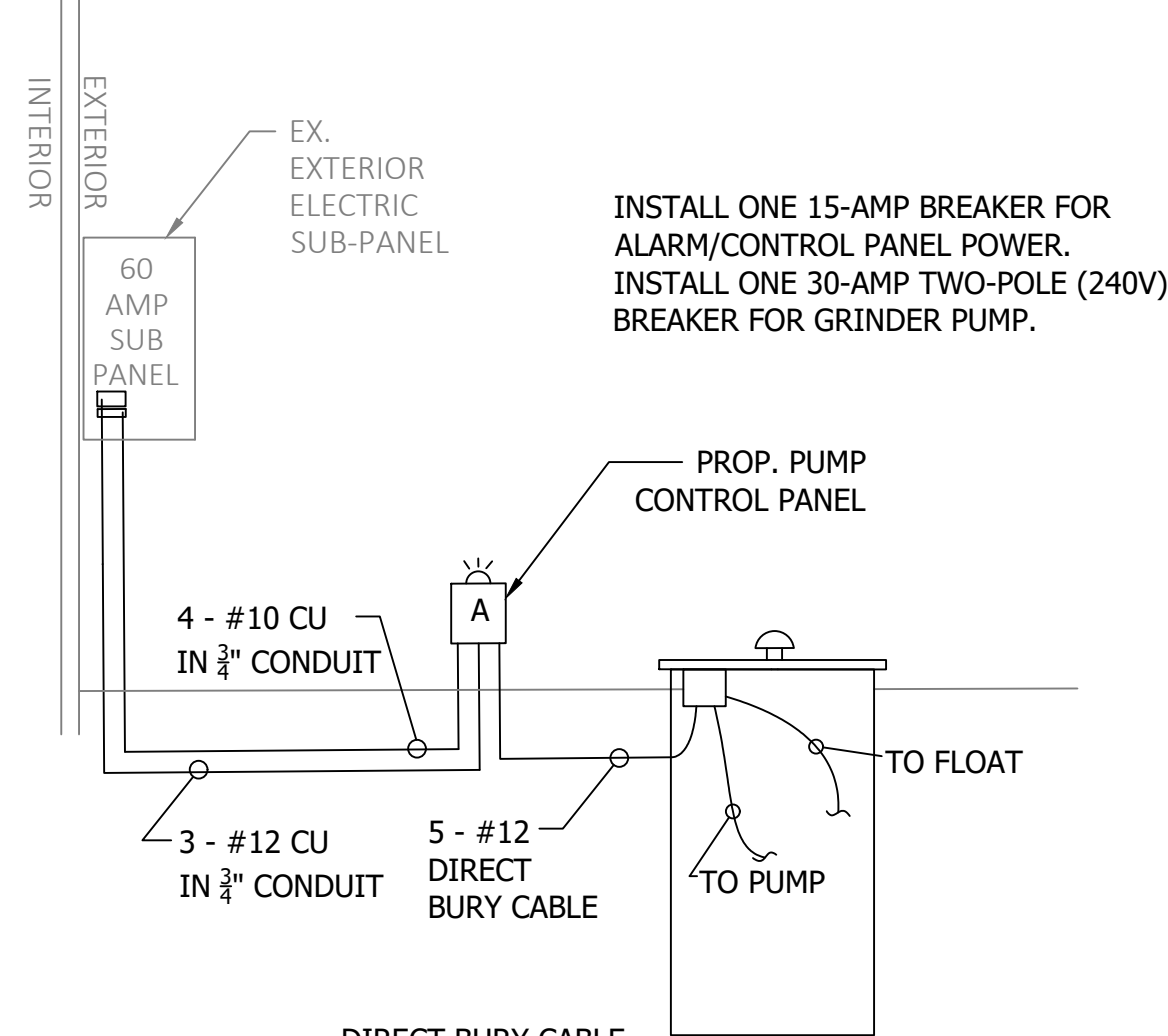 INTERIOR
EXTERIOR
EX.
EXTERIOR
ELECTRIC
SUB-PANEL
60
AMP
SUB
PANEL
INSTALL ONE 15-AMP BREAKER FOR
ALARM/CONTROL PANEL POWER.
INSTALL ONE 30-AMP TWO-POLE (240V)
BREAKER FOR GRINDER PUMP.
PROP. PUMP
CONTROL PANEL
A
4 - #10 CU
IN ¾" CONDUIT
3 - #12 CU
IN ¾" CONDUIT
5 - #12
DIRECT
BURY CABLE
TO FLOAT
TO PUMP
DIRECT BURY CABLE